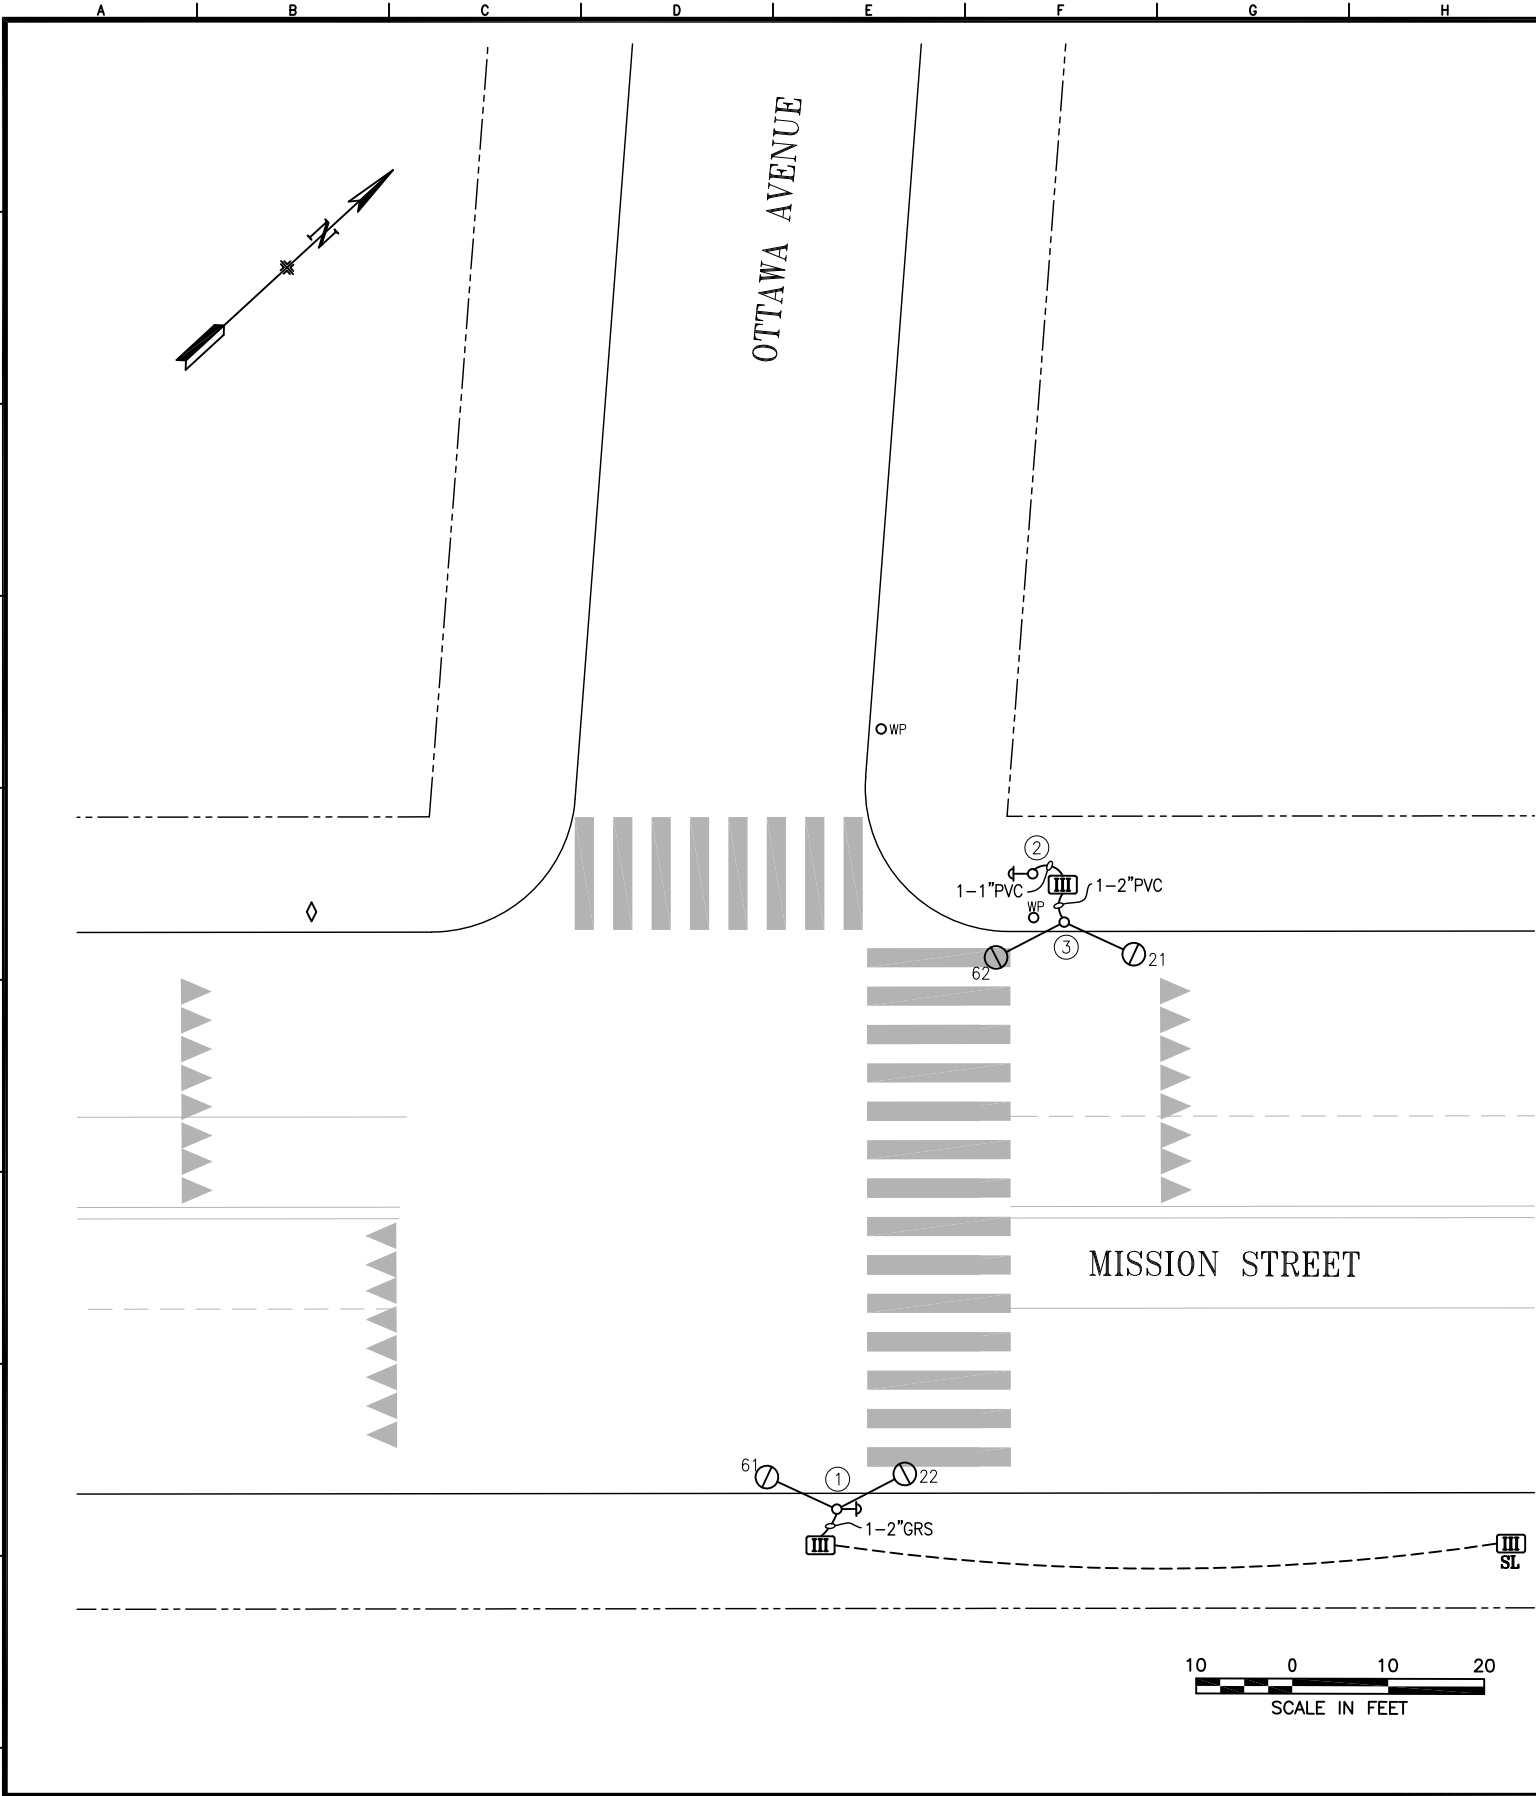 A B C D E F G H
OTTAWA AVENUE
N
WP
2
1-1"PVC
III
1-2"PVC
WP
3
62
21
MISSION STREET
61
1
22
1-2"GRS
III
III
SL
10 0 10 20
SCALE IN FEET